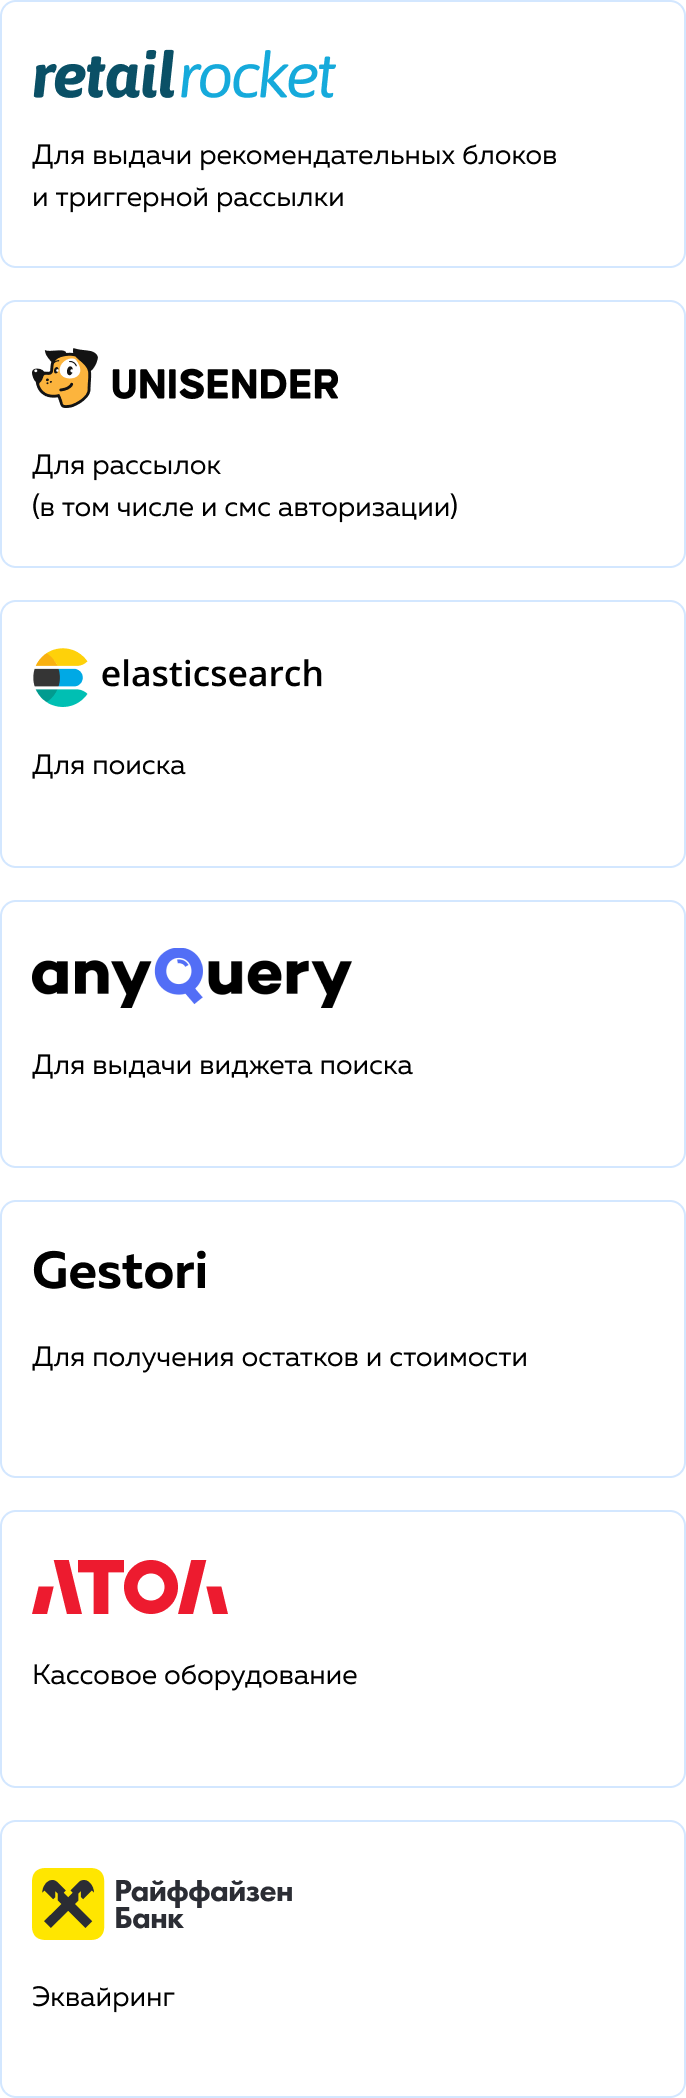 retailrocket
Для выдачи рекомендательных блоков
и триггерной рассылки
UNISENDER
Для рассылок
(в том числе и смс авторизации)
elasticsearch
Для поиска
anyQuery
Для выдачи виджета поиска
Gestori
Для получения остатков и стоимости
АТОЛ
Кассовое оборудование
Райффайзен
Банк
Эквайринг